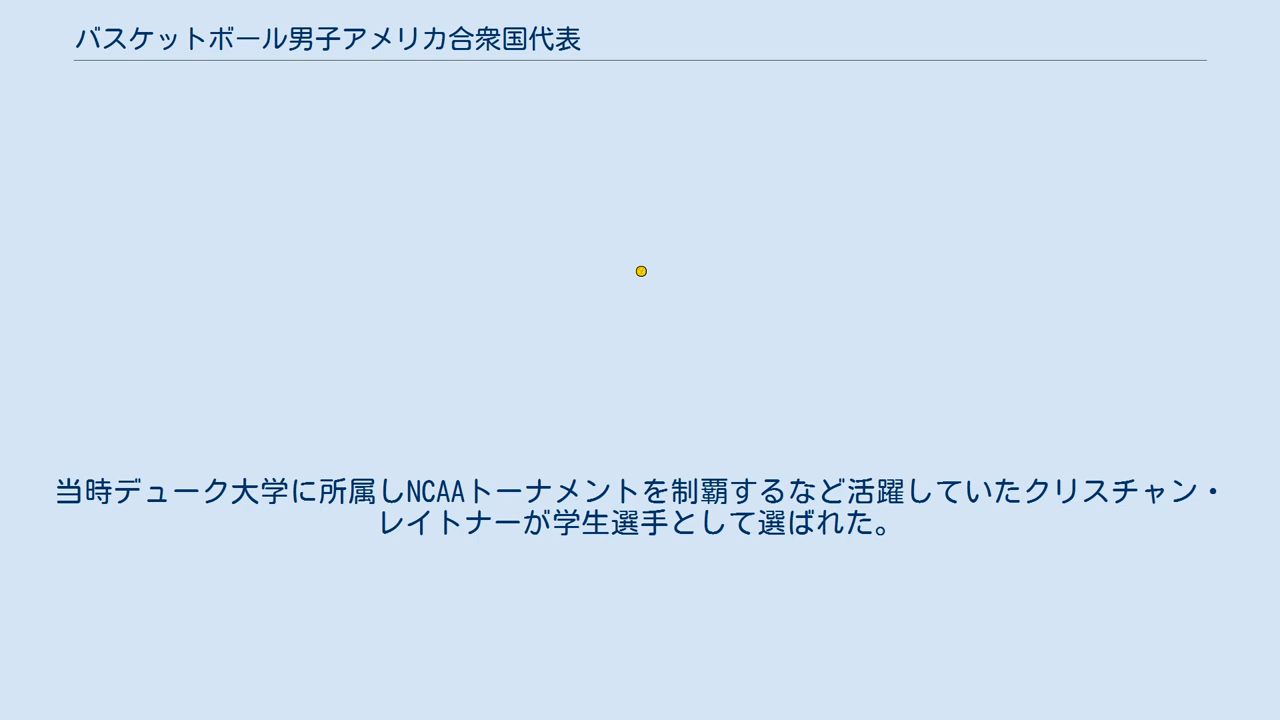 バスケットボール男子アメリカ合衆国代表
当時デューク大学に所属しNCAAトーナメントを制覇するなど活躍していたクリスチャン・
レイトナーが学生選手として選ばれた。